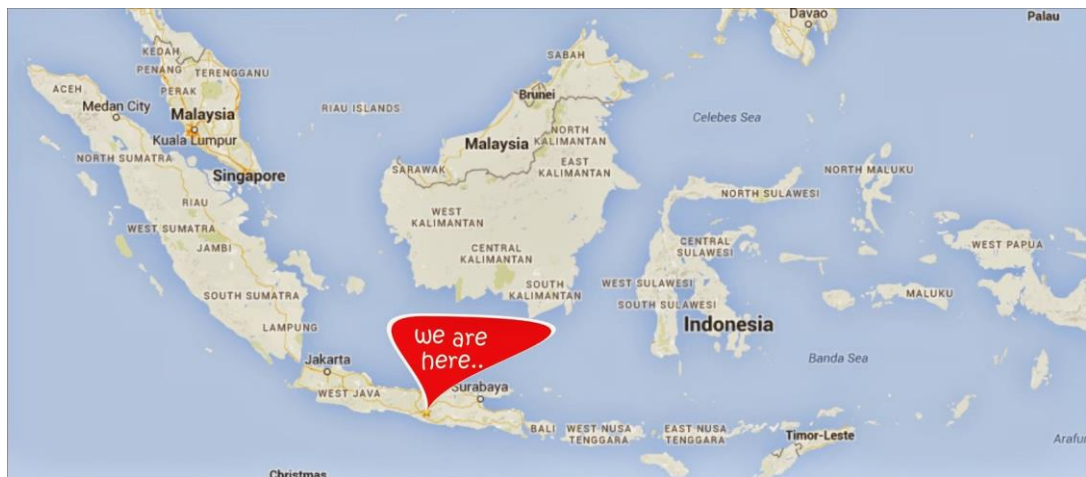 Davao
Palau
KEDAH
PENANG
TERENGGANU
PERAK
SABAH
ACEH
Medan City
Malaysia
Kuala Lumpur
RIAU ISLANDS
Brunei
Celebes Sea
Malaysia
NORTH
KALIMANTAN
NORTH SUMATRA
Singapore
SARAWAK
EAST
KALIMANTAN
NORTH MALUKU
NORTH SULAWESI
RIAU
WEST
KALIMANTAN
WEST SUMATRA
JAMBI
CENTRAL
KALIMANTAN
CENTRAL
SULAWESI
WEST PAPUA
SOUTH SUMATRA
SOUTH
KALIMANTAN
WEST SULAWESI
SOUTH SULAWESI
MALUKU
LAMPUNG
we are
here..
Indonesia
Jakarta
Banda Sea
WEST JAVA
Surabaya
BALI
WEST NUSA
TENGGARA
EAST NUSA
TENGGARA
Timor-Leste
Arafu
Christmas